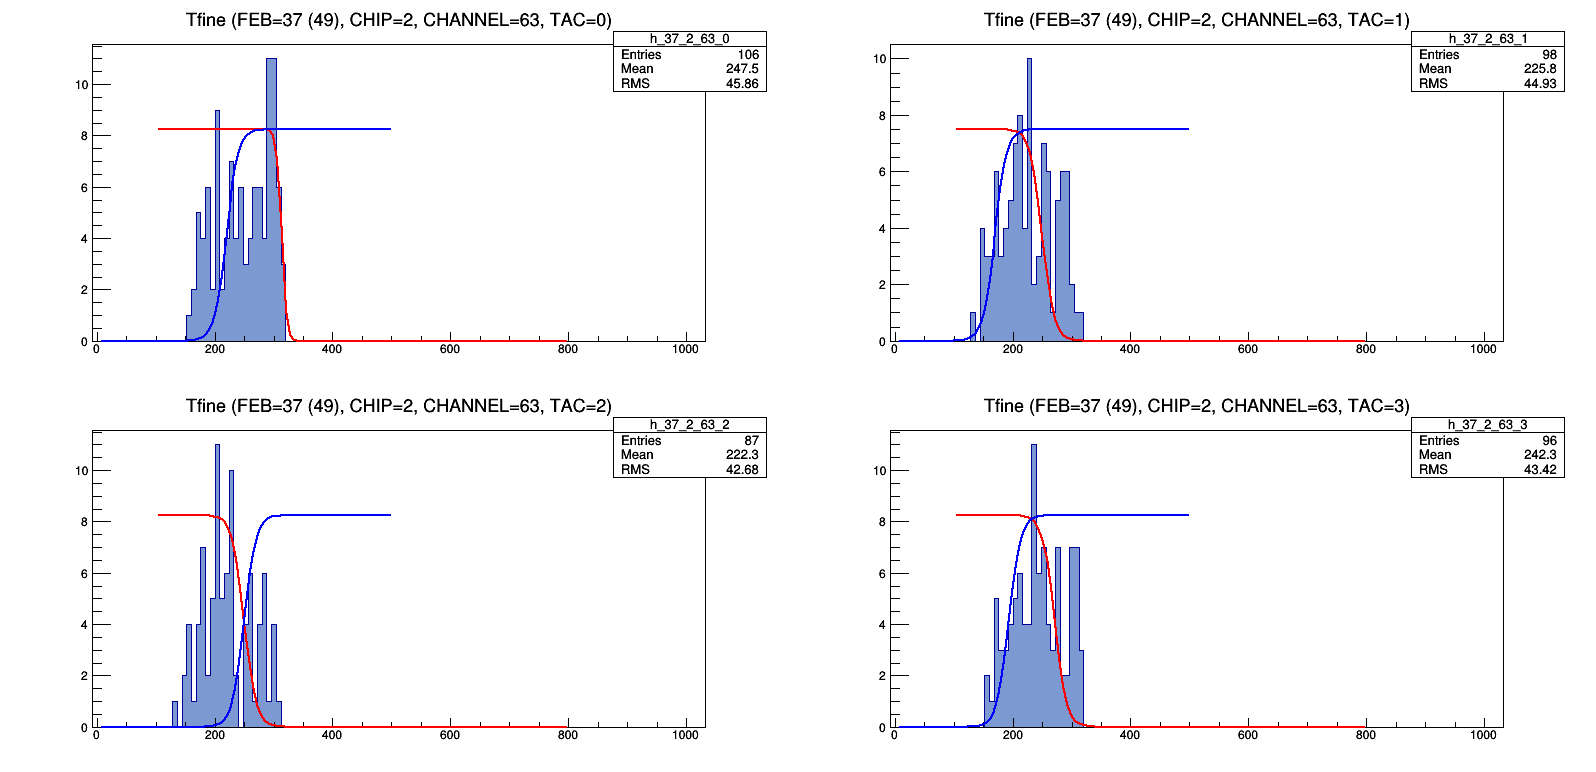 Tfine (FEB=37 (49), CHIP=2, CHANNEL=63, TAC=0)
h_37_2_63_0
Entries 106
Mean 247.5
RMS 45.86
10
8
6
4
2
0
0 200 400 600 800 1000
Tfine (FEB=37 (49), CHIP=2, CHANNEL=63, TAC=1)
h_37_2_63_1
Entries 98
Mean 225.8
RMS 44.93
10
8
6
4
2
0
0 200 400 600 800 1000
Tfine (FEB=37 (49), CHIP=2, CHANNEL=63, TAC=2)
h_37_2_63_2
Entries 87
Mean 222.3
RMS 42.68
10
8
6
4
2
0
0 200 400 600 800 1000
Tfine (FEB=37 (49), CHIP=2, CHANNEL=63, TAC=3)
h_37_2_63_3
Entries 96
Mean 242.3
RMS 43.42
10
8
6
4
2
0
0 200 400 600 800 1000